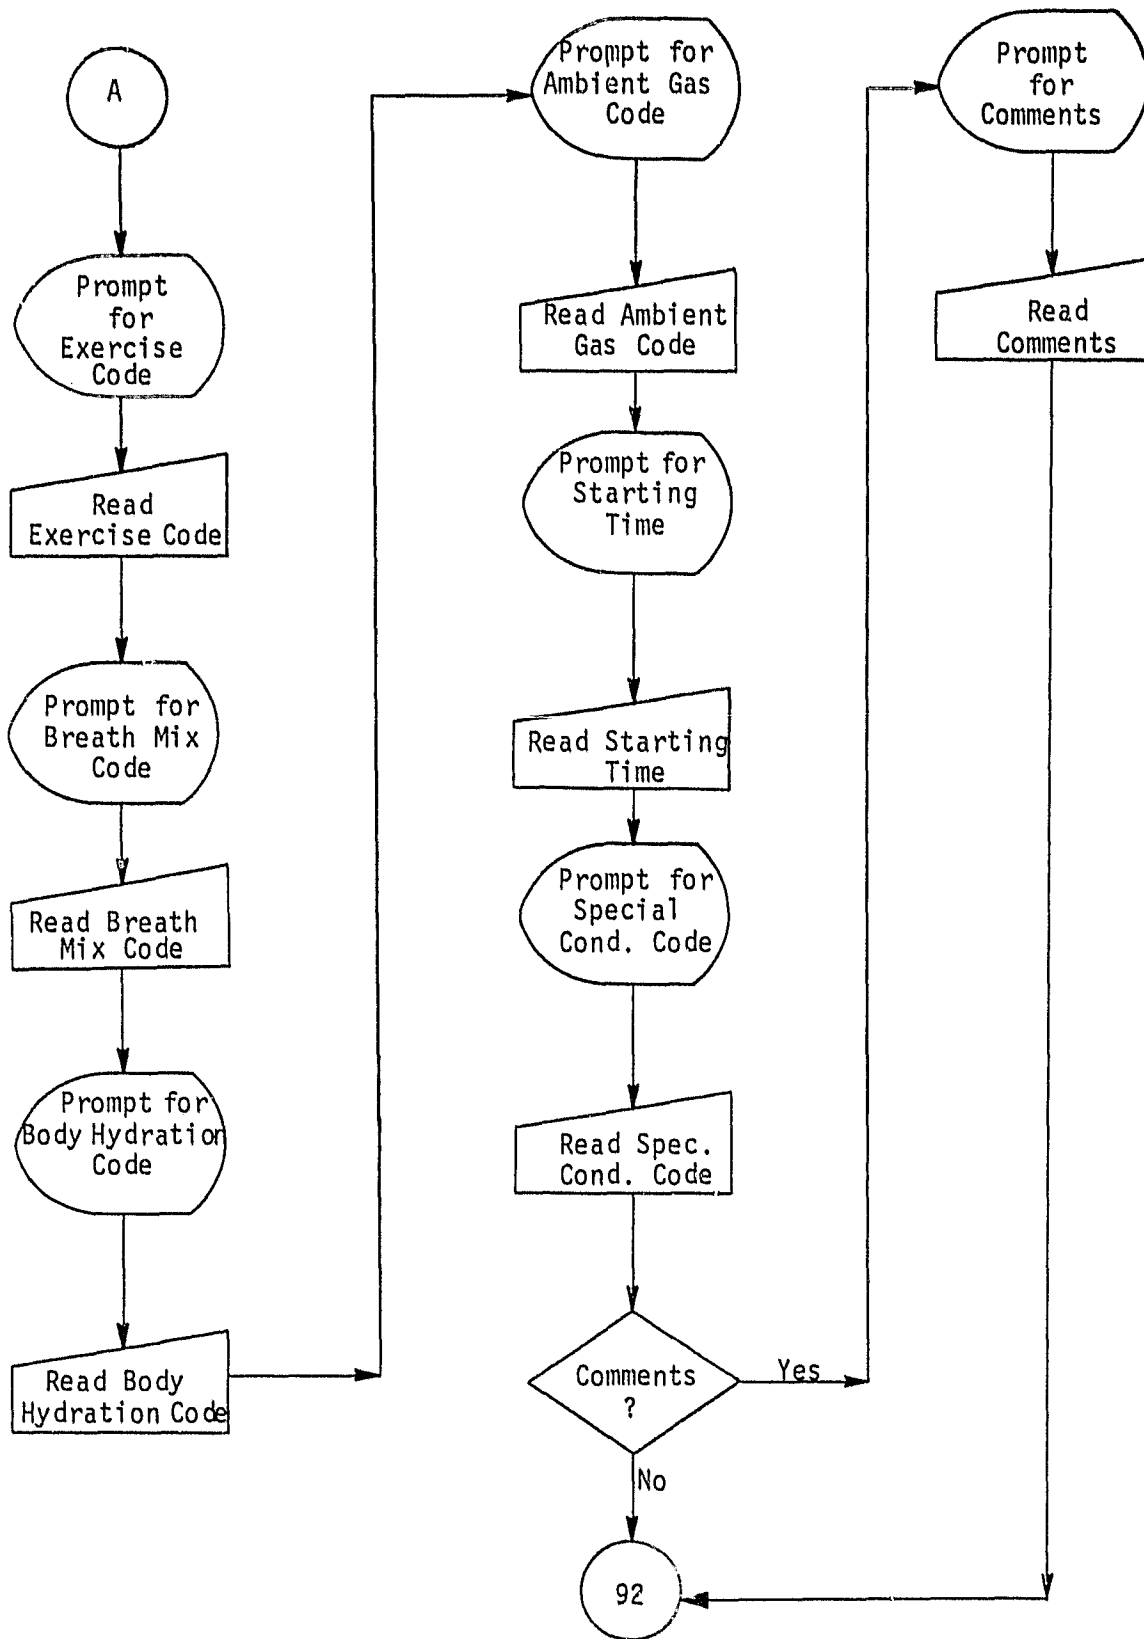 A
Prompt
for
Exercise
Code
Read
Exercise Code
Prompt for
Breath Mix
Code
Read Breath
Mix Code
Prompt for
Body Hydration
Code
Read Body
Hydration Code
Prompt for
Ambient Gas
Code
Read Ambient
Gas Code
Prompt for
Starting
Time
Read Starting
Time
Prompt for
Special
Cond. Code
Read Spec.
Cond. Code
Comments
?
Yes
No
92
Prompt
for
Comments
Read
Comments